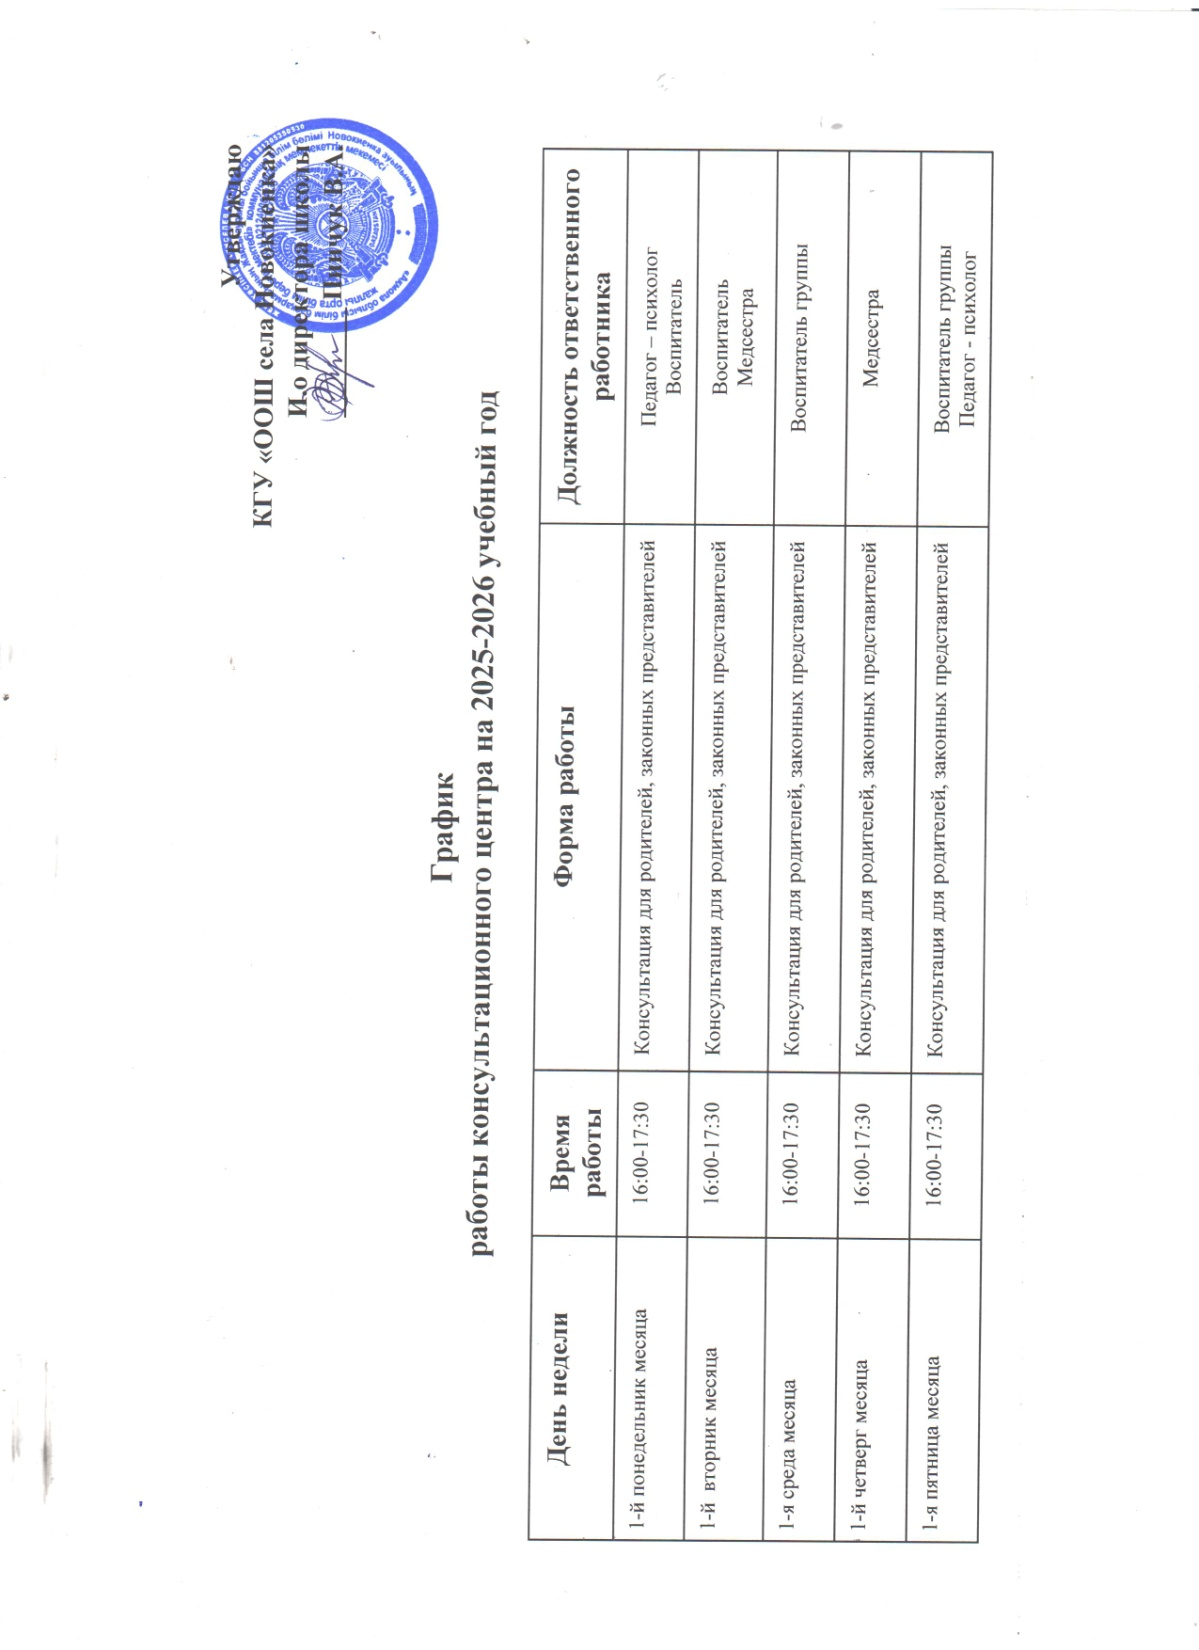 Утверждаю
КГУ «ООШ села Новокиенка»
И.о директора школы
Пинчук В.А
График
работы консультационного центра на 2025-2026 учебный год
День недели
Время
работы
Форма работы
Должность ответственного
работника
1-й понедельник месяца
16:00-17:30
Консультация для родителей, законных представителей
Педагог – психолог
Воспитатель
1-й вторник месяца
16:00-17:30
Консультация для родителей, законных представителей
Воспитатель
Медсестра
1-я среда месяца
16:00-17:30
Консультация для родителей, законных представителей
Воспитатель группы
1-й четверг месяца
16:00-17:30
Консультация для родителей, законных представителей
Медсестра
1-я пятница месяца
16:00-17:30
Консультация для родителей, законных представителей
Воспитатель группы
Педагог - психолог